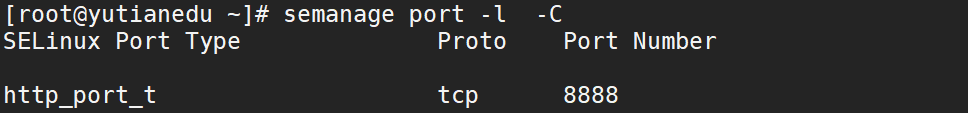 [root@yutianedu ~]# semanage port -l  -C
SELinux Port Type              Proto    Port Number

http_port_t                    tcp      8888